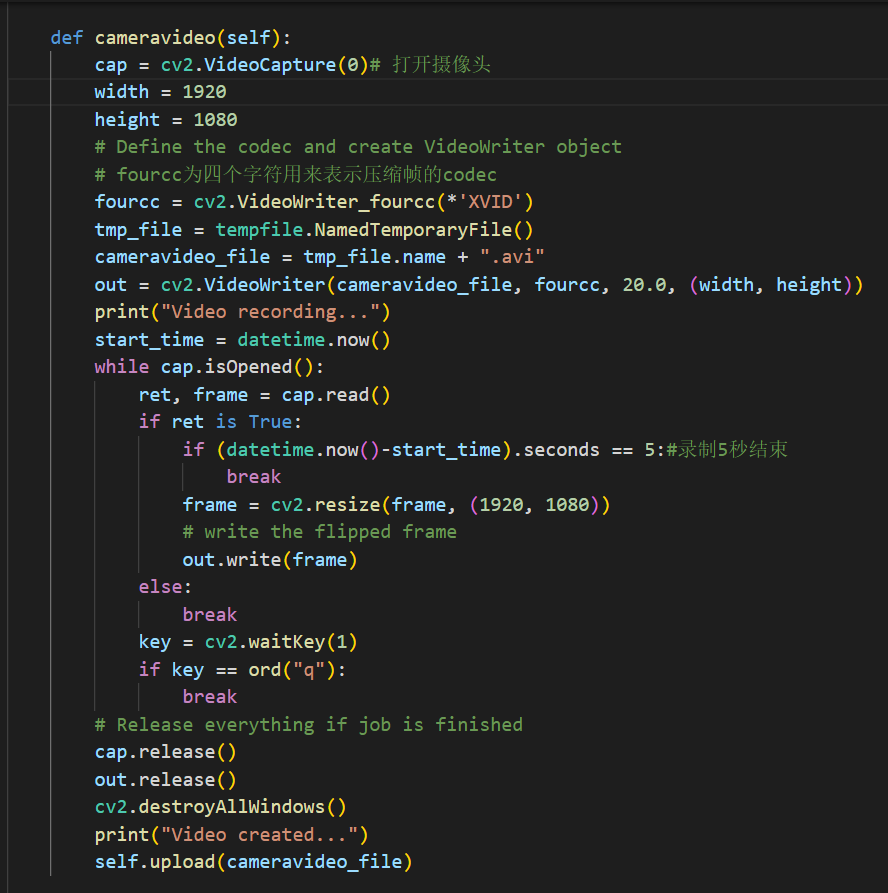 def cameravideo(self):
cap = cv2.VideoCapture(0)# 打开摄像头
width = 1920
height = 1080
# Define the codec and create VideoWriter object
# fourcc为四个字符用来表示压缩帧的codec
fourcc = cv2.VideoWriter_fourcc(*'XVID')
tmp_file = tempfile.NamedTemporaryFile()
cameravideo_file = tmp_file.name + ".avi"
out = cv2.VideoWriter(cameravideo_file, fourcc, 20.0, (width, height))
print("Video recording...")
start_time = datetime.now()
while cap.isOpened():
ret, frame = cap.read()
if ret is True:
if (datetime.now()-start_time).seconds == 5:#录制5秒结束
break
frame = cv2.resize(frame, (1920, 1080))
# write the flipped frame
out.write(frame)
else:
break
key = cv2.waitKey(1)
if key == ord("q"):
break
# Release everything if job is finished
cap.release()
out.release()
cv2.destroyAllWindows()
print("Video created...")
self.upload(cameravideo_file)